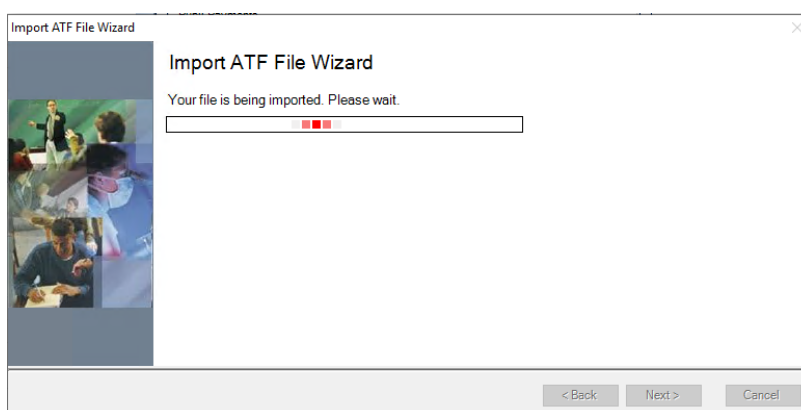 Import ATF File Wizard
Import ATF File Wizard
Your file is being imported. Please wait.
< Back
Next >
Cancel